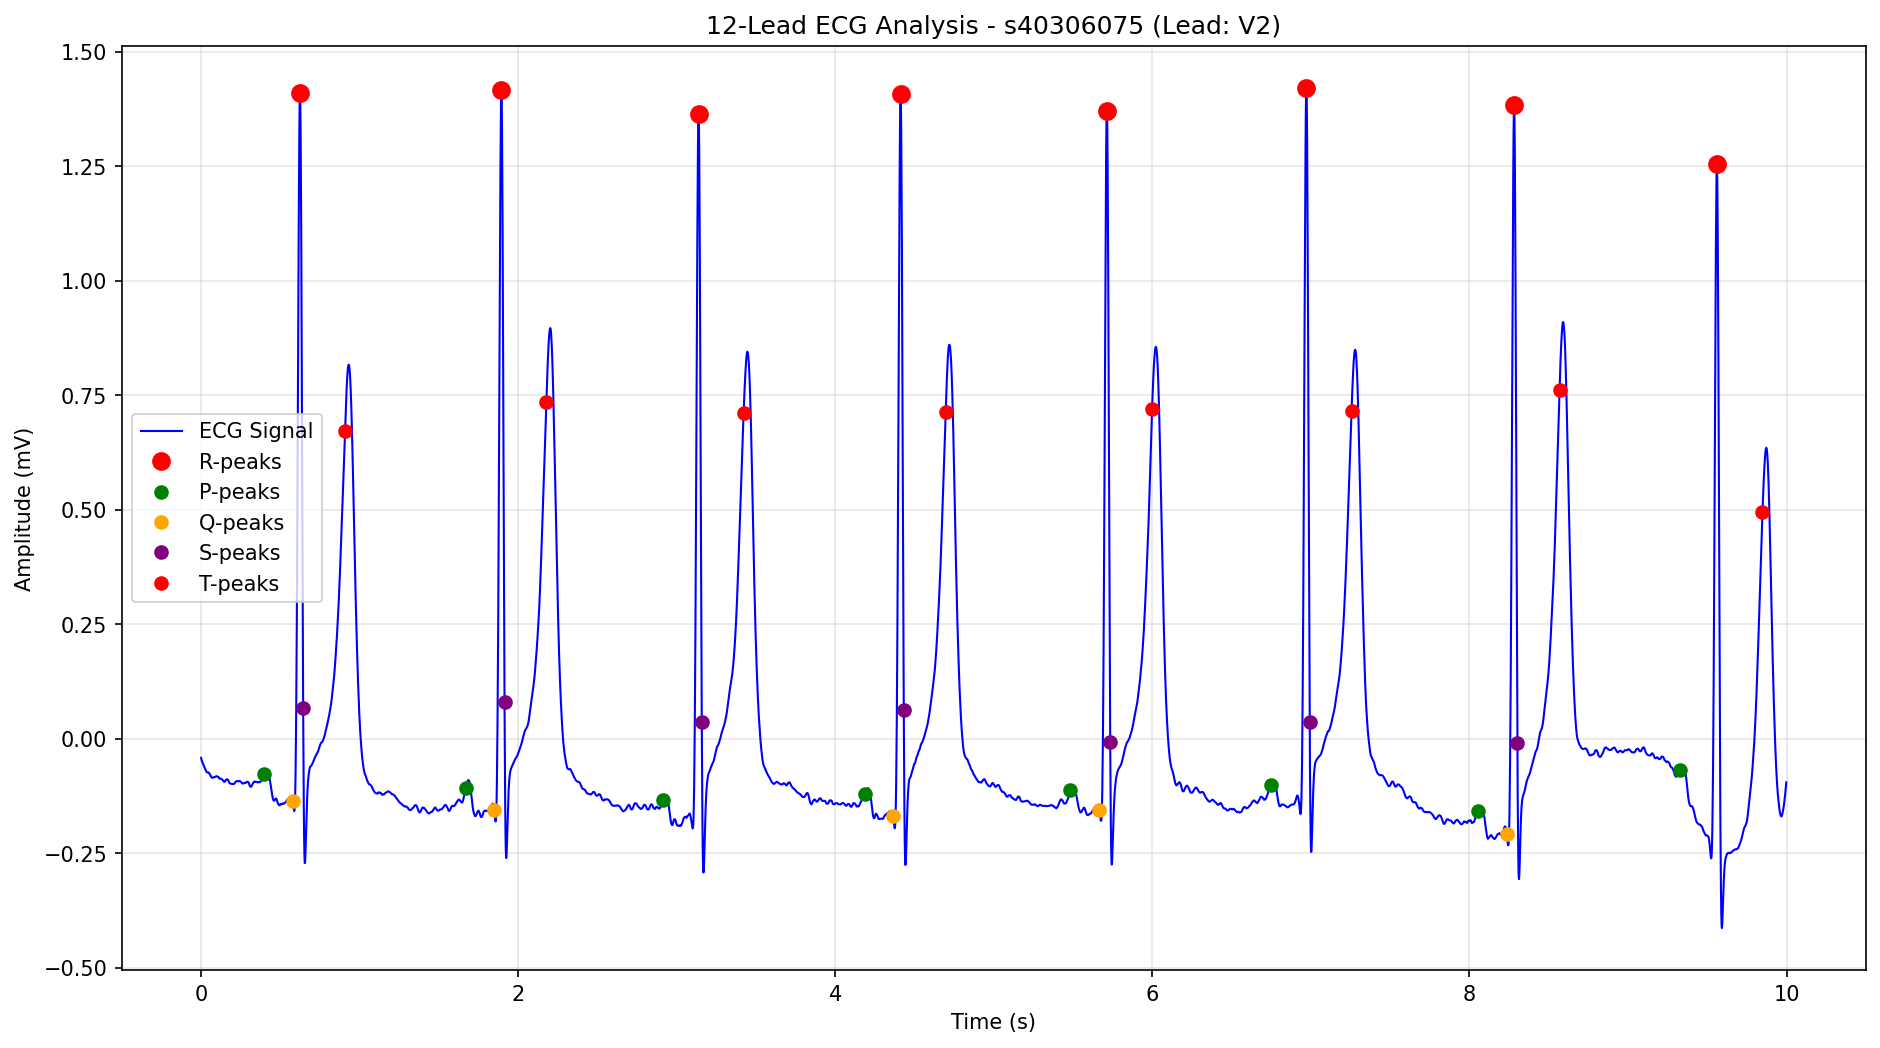 12-Lead ECG Analysis - s40306075 (Lead: V2)
1.50
1.25
1.00
0.75
0.50
0.25
0.00
−0.25
−0.50
Amplitude (mV)
ECG Signal
R-peaks
P-peaks
Q-peaks
S-peaks
T-peaks
0 2 4 6 8 10
Time (s)